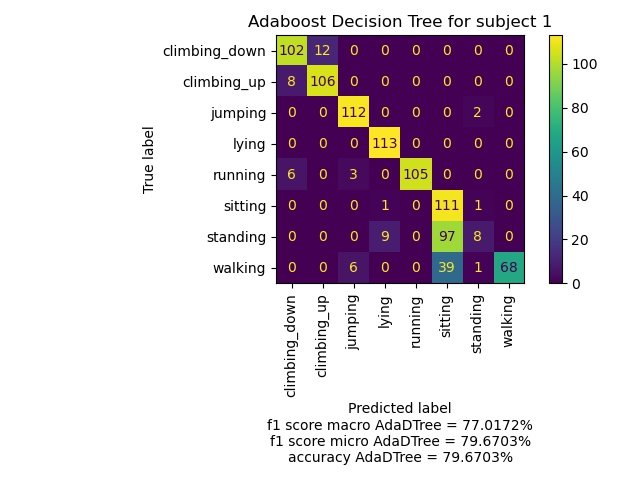 Adaboost Decision Tree for subject 1
climbing_down 102 12 0 0 0 0 0 0
climbing_up 8 106 0 0 0 0 0 0
jumping 0 0 112 0 0 0 2 0
lying 0 0 0 113 0 0 0 0
running 6 0 3 0 105 0 0 0
sitting 0 0 0 1 0 111 1 0
standing 0 0 0 9 0 97 8 0
walking 0 0 6 0 0 39 1 68
True label
climbing_down climbing_up jumping lying running sitting standing walking
Predicted label
f1 score macro AdaDTree = 77.0172%
f1 score micro AdaDTree = 79.6703%
accuracy AdaDTree = 79.6703%
100
80
60
40
20
0